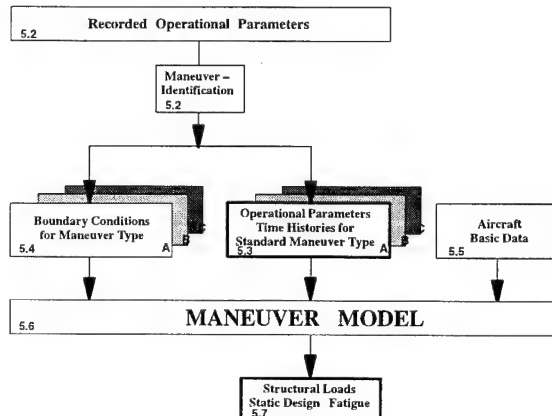 Recorded Operational Parameters
5.2
Maneuver –
Identification
5.2
Boundary Conditions
for Maneuver Type
5.4
A
B
C
Operational Parameters
Time Histories for
Standard Maneuver Type
5.3
A
B
C
Aircraft
Basic Data
5.5
MANEUVER MODEL
5.6
Structural Loads
Static Design Fatigue
5.7